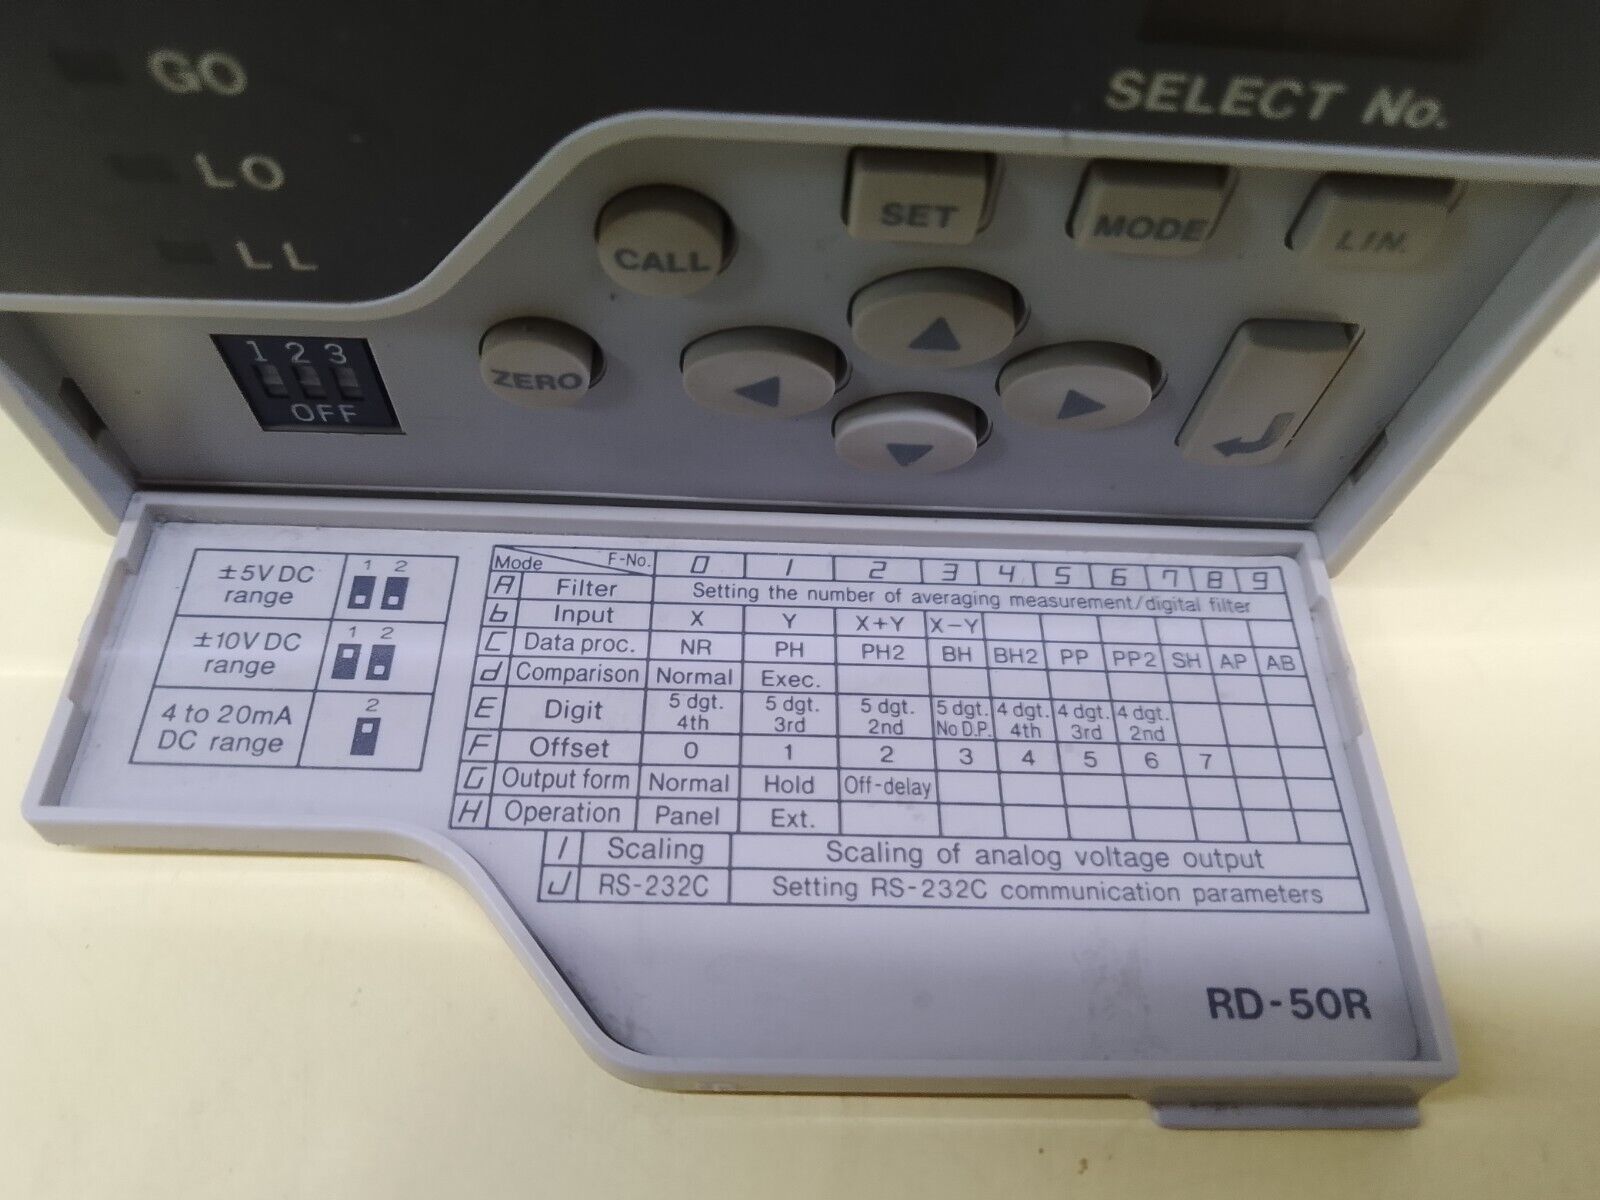 GO
SELECT No.
LO
LL
SET
MODE
LIN.
CALL
1 2 3
OFF
ZERO
±5V DC range
1 2
±10V DC range
1 2
4 to 20mA DC range
2
Mode F-No. 0 1 2 3 4 5 6 7 8 9
A Filter Setting the number of averaging measurement/digital filter
b Input X Y X+Y X-Y
C Data proc. NR PH PH2 BH BH2 PP PP2 SH AP AB
d Comparison Normal Exec.
E Digit 5 dgt. 4th 5 dgt. 3rd 5 dgt. 2nd 5 dgt. No D.P. 4 dgt. 4th 4 dgt. 3rd 4 dgt. 2nd
F Offset 0 1 2 3 4 5 6 7
G Output form Normal Hold Off-delay
H Operation Panel Ext.
I Scaling Scaling of analog voltage output
J RS-232C Setting RS-232C communication parameters
RD-50R